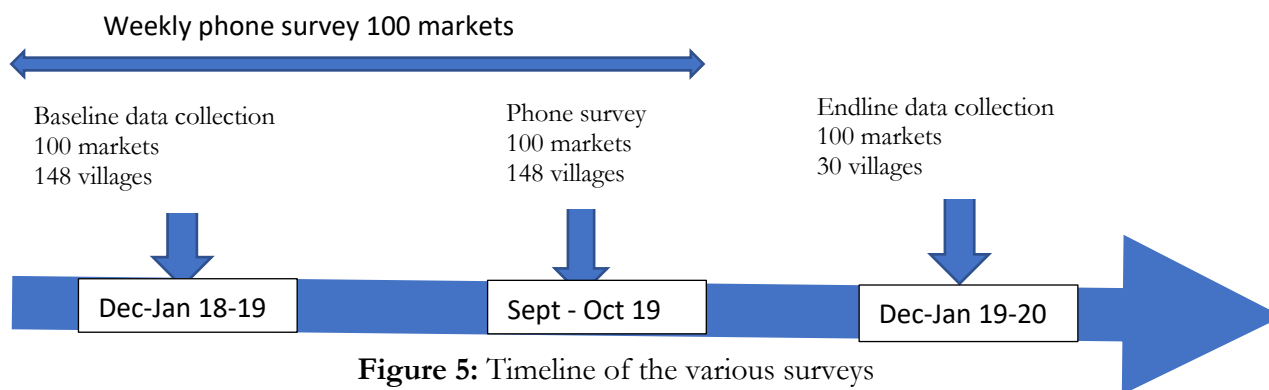 Weekly phone survey 100 markets
Baseline data collection
100 markets
148 villages
Phone survey
100 markets
148 villages
Endline data collection
100 markets
30 villages
Dec-Jan 18-19
Sept - Oct 19
Dec-Jan 19-20
Figure 5: Timeline of the various surveys